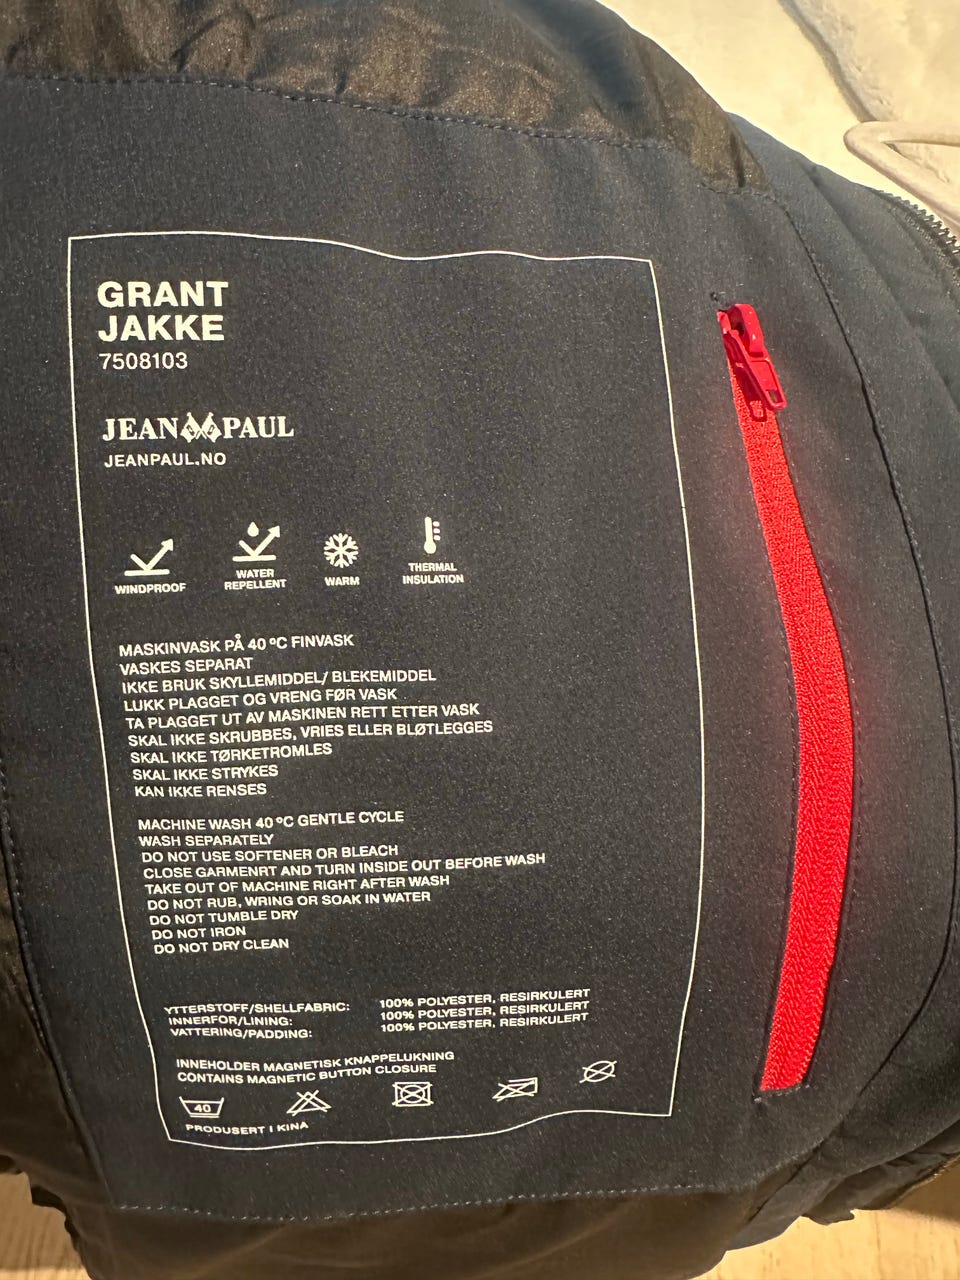 GRANT
JAKKE
7508103
JEAN PAUL
JEANPAUL.NO
WINDPROOF
WATER
REPELLENT
WARM
THERMAL
INSULATION
MASKINVASK PÅ 40 ºC FINVASK
VASKES SEPARAT
IKKE BRUK SKYLLEMIDDEL/ BLEKEMIDDEL
LUKK PLAGGET OG VRENG FØR VASK
TA PLAGGET UT AV MASKINEN RETT ETTER VASK
SKAL IKKE SKRUBBES, VRIES ELLER BLØTLEGGES
SKAL IKKE TØRKETROMLES
SKAL IKKE STRYKES
KAN IKKE RENSES
MACHINE WASH 40 ºC GENTLE CYCLE
WASH SEPARATELY
DO NOT USE SOFTENER OR BLEACH
CLOSE GARMENRT AND TURN INSIDE OUT BEFORE WASH
TAKE OUT OF MACHINE RIGHT AFTER WASH
DO NOT RUB, WRING OR SOAK IN WATER
DO NOT TUMBLE DRY
DO NOT IRON
DO NOT DRY CLEAN
YTTERSTOFF/SHELLFABRIC: 100% POLYESTER, RESIRKULERT
INNERFOR/LINING: 100% POLYESTER, RESIRKULERT
VATTERING/PADDING: 100% POLYESTER, RESIRKULERT
INNEHOLDER MAGNETISK KNAPPELUKNING
CONTAINS MAGNETIC BUTTON CLOSURE
40
PRODUSERT I KINA